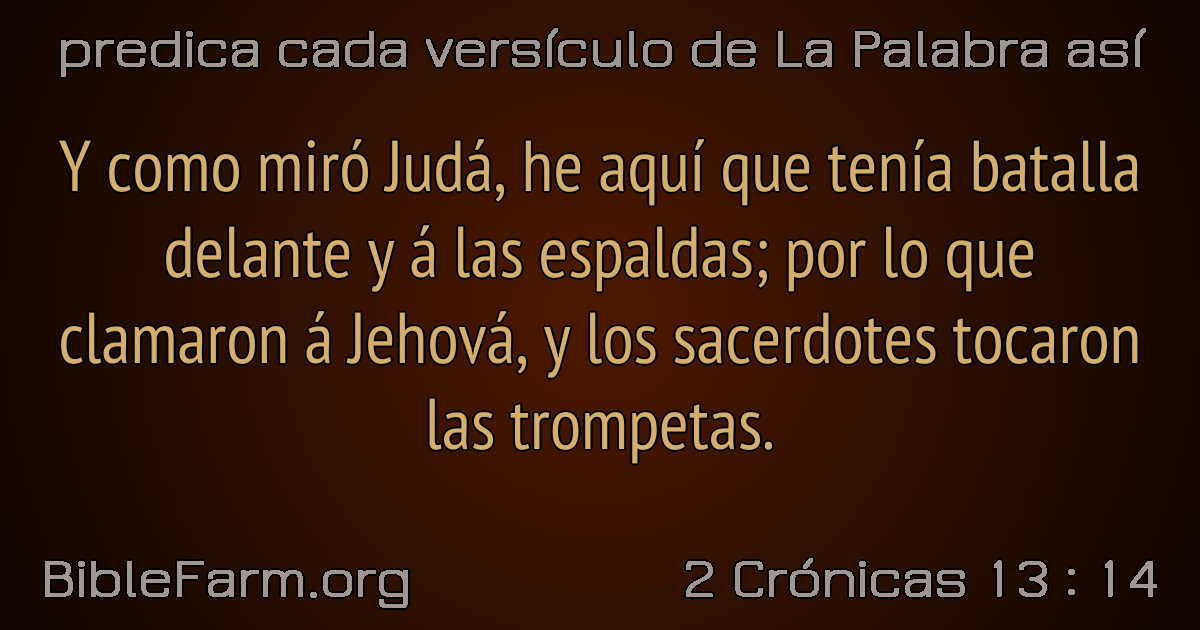 predica cada versículo de La Palabra así
Y como miró Judá, he aquí que tenía batalla
delante y á las espaldas; por lo que
clamaron á Jehová, y los sacerdotes tocaron
las trompetas.
BibleFarm.org
2 Crónicas 13 : 14